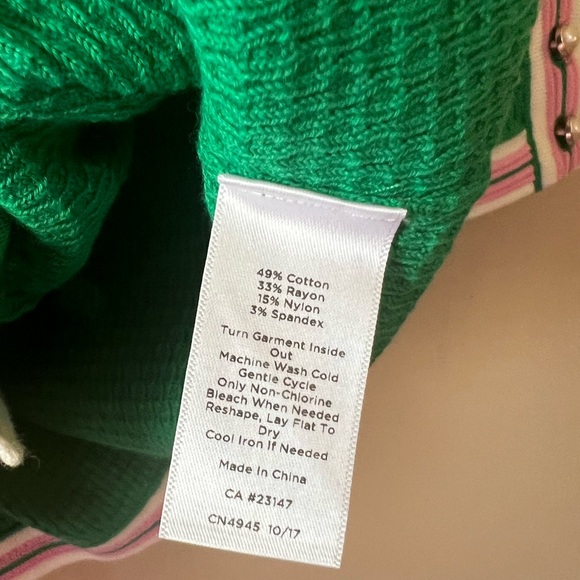 49% Cotton
33% Rayon
15% Nylon
3% Spandex
Turn Garment Inside
Out
Machine Wash Cold
Gentle Cycle
Only Non-Chlorine
Bleach When Needed
Reshape, Lay Flat To
Dry
Cool Iron If Needed
Made In China
CA #23147
CN4945 10/17